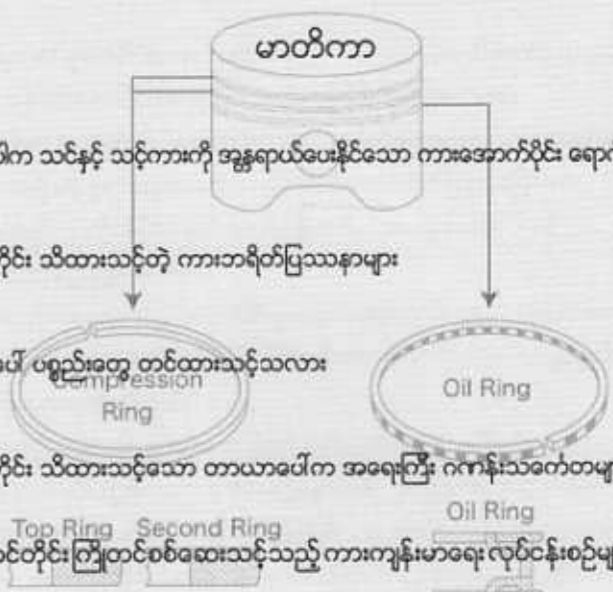 မာတိကာ
ပါက သင်နှင့် သင့်ကားကို အန္တရာယ်ပေးနိုင်သော ကားအောက်ပိုင်း
တိုင်း သိထားသင့်တဲ့ ကားဘရိတ်ပြဿနာများ
ပေါ် ပစ္စည်းတွေ တင်ထားသင့်သလား
Compression
Ring
Oil Ring
တိုင်း သိထားသင့်သော တာယာပေါ်က အရေးကြီး ဂဏန်းသင်္ကေတများ
Oil Ring
Top Ring Second Ring
တိုင်းကြိုတင်စစ်ဆေးသင့်သည့် ကားကျန်းမာရေး လုပ်ငန်းစဉ်များ